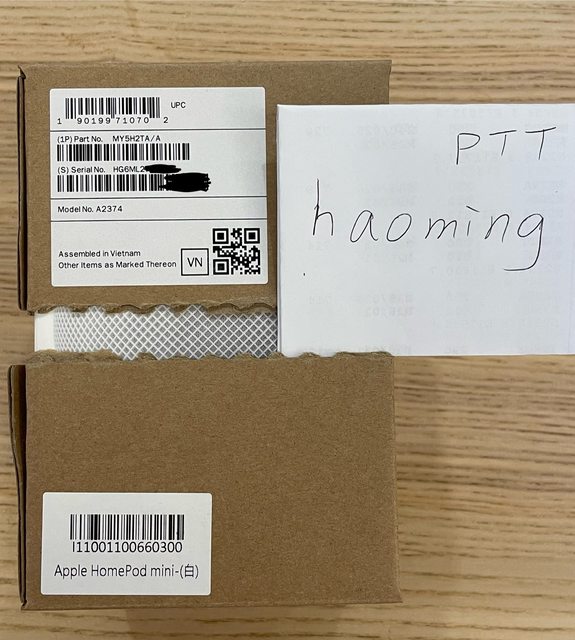 UPC
1 90199 71070 2
(1P) Part No. MY5H2TA/A
(S) Serial No. HG6ML2
Model No. A2374
Assembled in Vietnam
Other Items as Marked Thereon
VN
PTT
haoming
I11001100660300
Apple HomePod mini-(白)